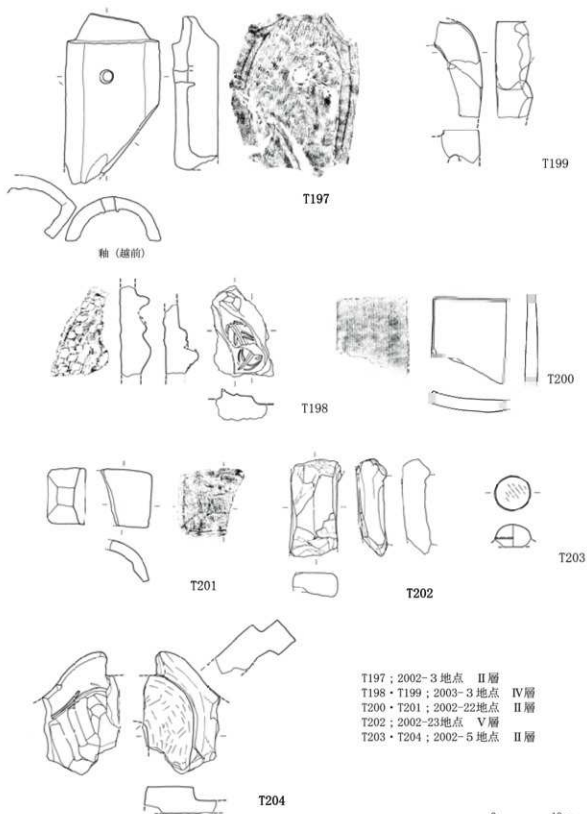 T197
T199
釉（越前）
T198
T200
T201
T202
T203
T204
T197；2002-3地点　Ⅱ層
T198・T199；2003-3地点　Ⅳ層
T200・T201；2002-22地点　Ⅱ層
T202；2002-23地点　Ⅴ層
T203・T204；2002-5地点　Ⅱ層